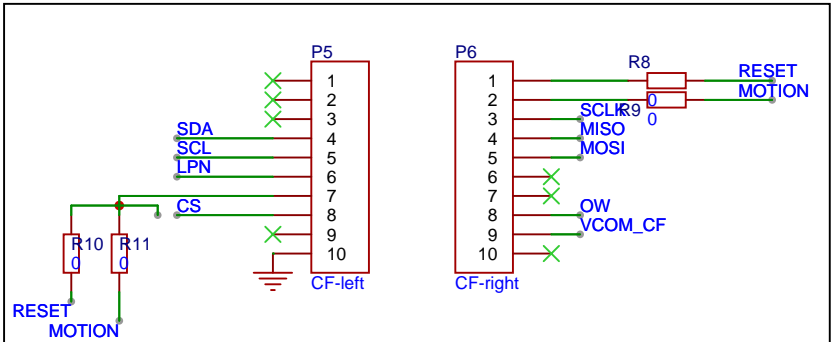 P5
1
2
3
SDA 4
SCL 5
LPN 6
7
CS 8
9
10
CF-left
R10 R11
0 0
RESET
MOTION
P6
R8
1 RESET
2 0 MOTION
3 SCLK R9
0
4 MISO
5 MOSI
6
7
8 OW
9 VCOM_CF
10
CF-right